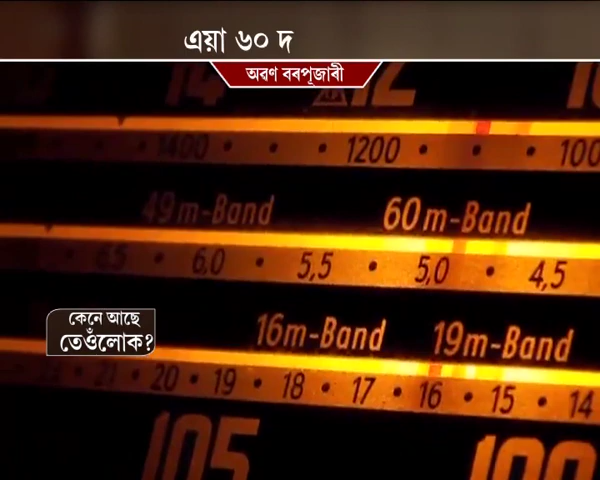 এয়া ৬০ দ
অৰণ বৰপূজাৰী
14 12
1400 1200 100
49m-Band 60m-Band
6.5 6,0 5,5 5,0 4,5
কেনে আছে
তেওঁলোক?
16m-Band 19m-Band
21 20 19 18 17 16 15 14
105 100